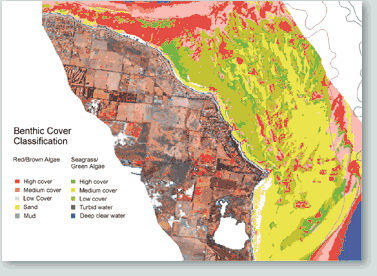 Benthic Cover
Classification
Red/Brown Algae
Seagrass/
Green Algae
High cover
Medium cover
Low Cover
Sand
Mud
High cover
Medium cover
Low cover
Turbid water
Deep clear water